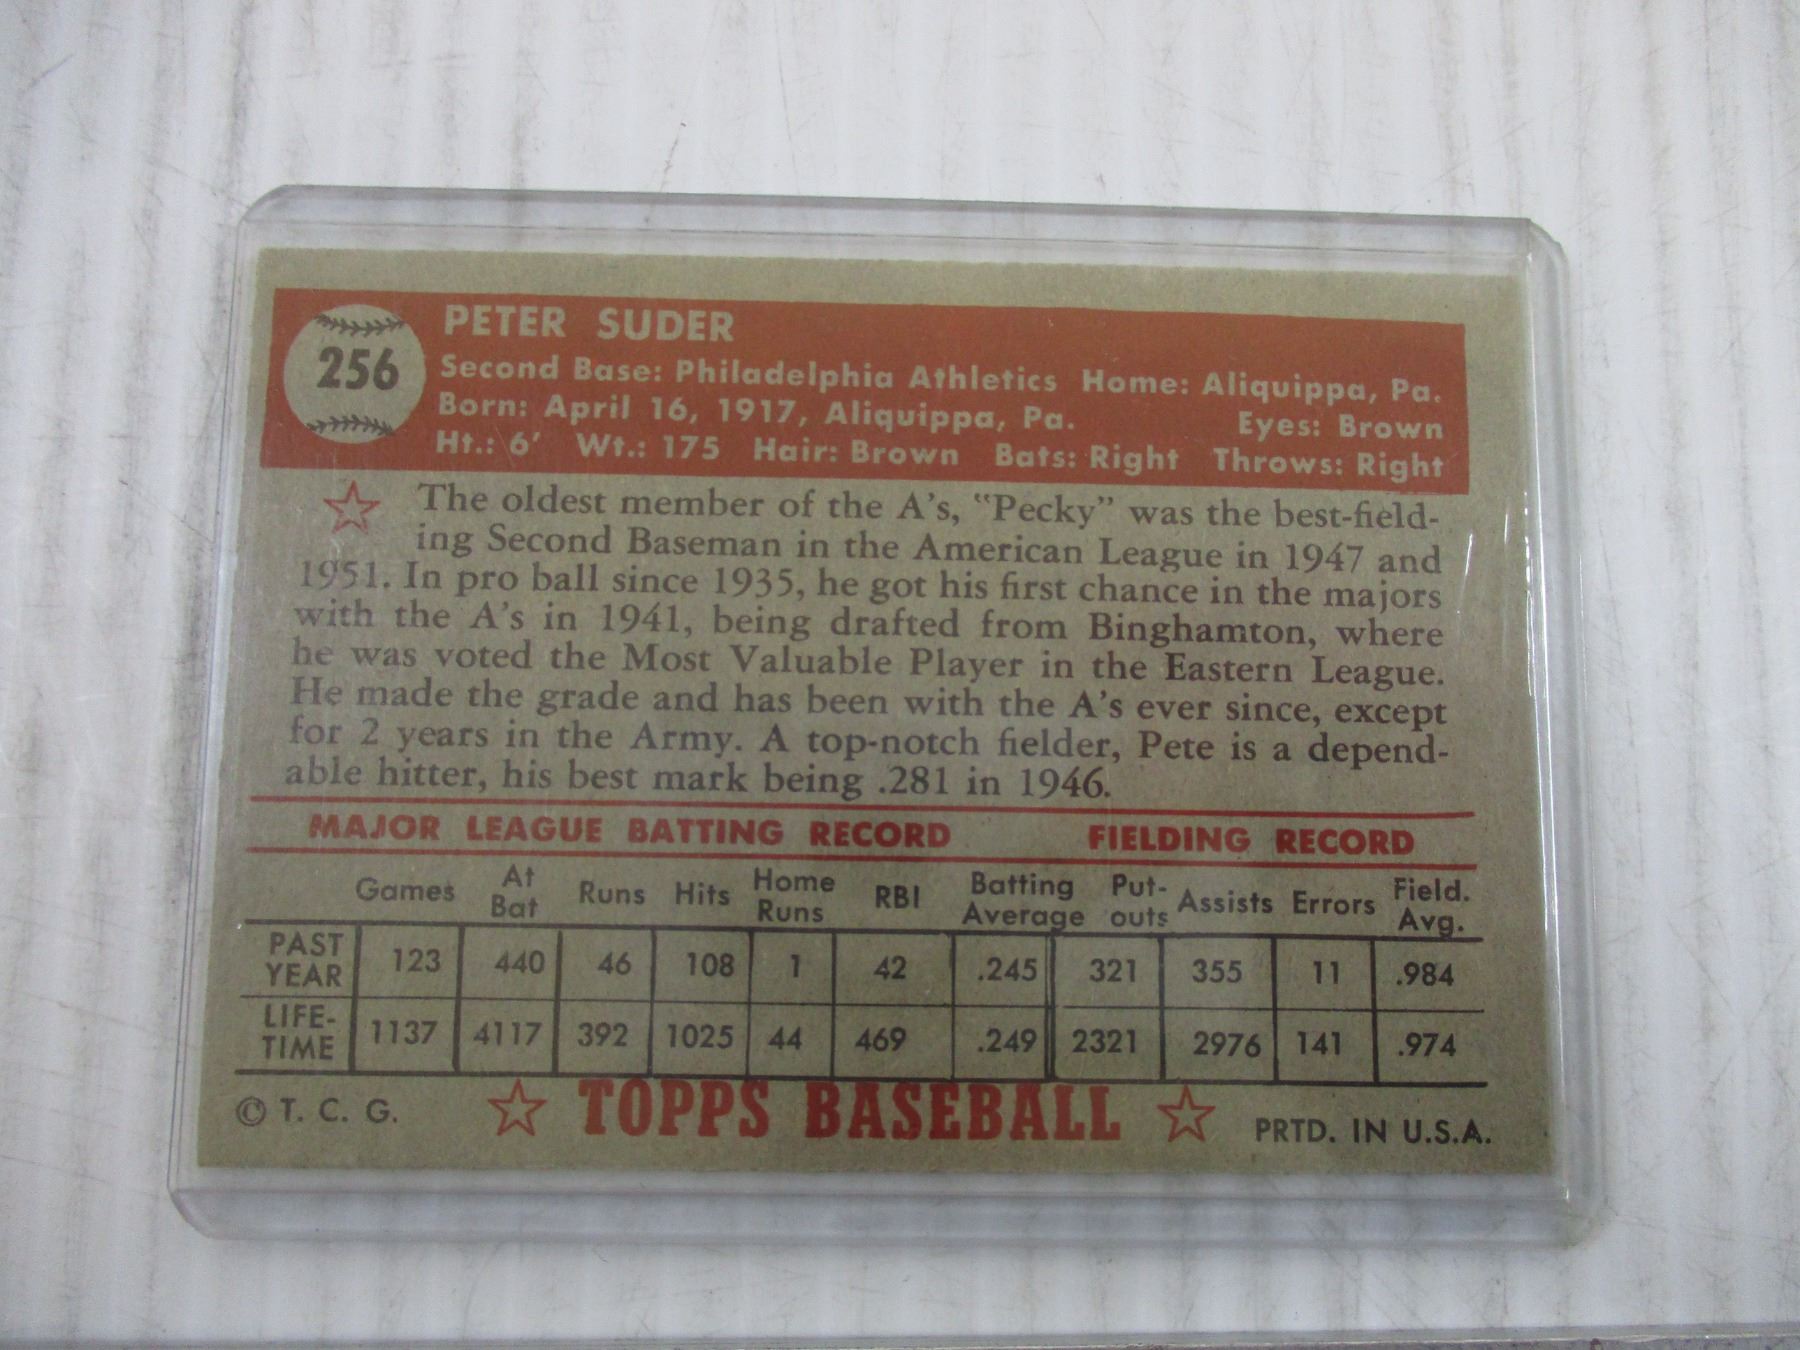 256
PETER SUDER
Second Base: Philadelphia Athletics Home: Aliquippa, Pa.
Born: April 16, 1917, Aliquippa, Pa. Eyes: Brown
Ht.: 6' Wt.: 175 Hair: Brown Bats: Right Throws: Right
The oldest member of the A's, "Pecky" was the best-field-
ing Second Baseman in the American League in 1947 and
1951. In pro ball since 1935, he got his first chance in the majors
with the A's in 1941, being drafted from Binghamton, where
he was voted the Most Valuable Player in the Eastern League.
He made the grade and has been with the A's ever since, except
for 2 years in the Army. A top-notch fielder, Pete is a depend-
able hitter, his best mark being .281 in 1946.
MAJOR LEAGUE BATTING RECORD FIELDING RECORD
Games At Bat Runs Hits Home Runs RBI Batting Average Put-outs Assists Errors Field. Avg.
PAST YEAR 123 440 46 108 1 42 .245 321 355 11 .984
LIFE-TIME 1137 4117 392 1025 44 469 .249 2321 2976 141 .974
© T. C. G. TOPPS BASEBALL PRTD. IN U.S.A.